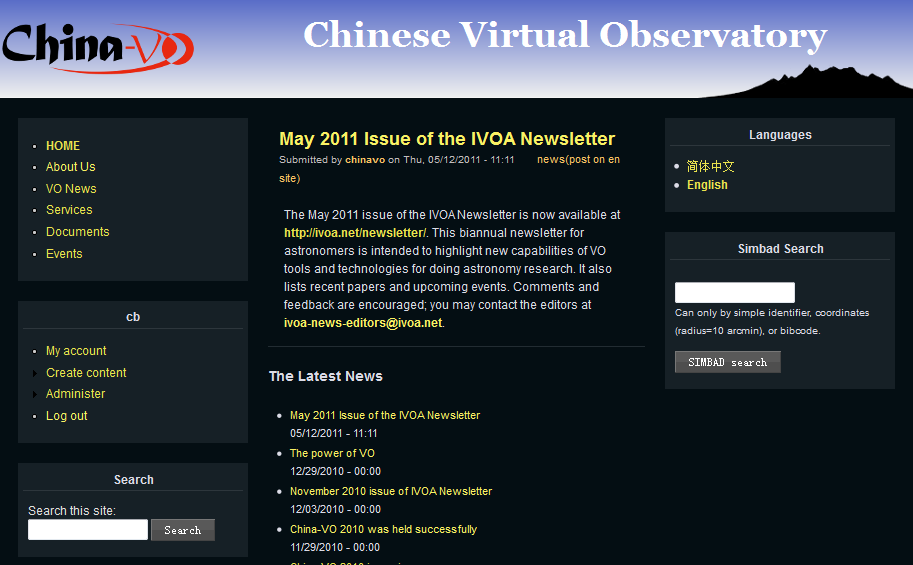 China-VO
Chinese Virtual Observatory
HOME
About Us
VO News
Services
Documents
Events
cb
My account
Create content
Administer
Log out
Search
Search this site:
Search
May 2011 Issue of the IVOA Newsletter
Submitted by chinavo on Thu, 05/12/2011 - 11:11 news(post on en
site)
The May 2011 issue of the IVOA Newsletter is now available at
http://ivoa.net/newsletter/. This biannual newsletter for
astronomers is intended to highlight new capabilities of VO
tools and technologies for doing astronomy research. It also
lists recent papers and upcoming events. Comments and
feedback are encouraged; you may contact the editors at
ivoa-news-editors@ivoa.net.
The Latest News
May 2011 Issue of the IVOA Newsletter
05/12/2011 - 11:11
The power of VO
12/29/2010 - 00:00
November 2010 issue of IVOA Newsletter
12/03/2010 - 00:00
China-VO 2010 was held successfully
11/29/2010 - 00:00
Languages
简体中文
English
Simbad Search
Can only by simple identifier, coordinates
(radius=10 arcmin), or bibcode.
SIMBAD search